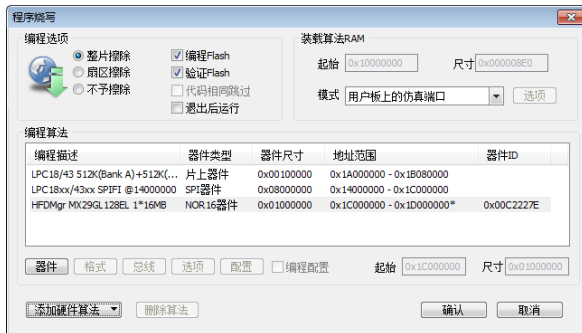 程序烧写
编程选项
整片擦除
扇区擦除
不予擦除
编程Flash
验证Flash
代码相同跳过
退出后运行
装载算法RAM
起始 0x10000000 尺寸 0x000008E0
模式 用户板上的仿真端口 选项
编程算法
编程描述 器件类型 器件尺寸 地址范围 器件ID
LPC18/43 512K(Bank A)+512K(... 片上器件 0x00100000 0x1A000000 - 0x1B080000
LPC18xx/43xx SPIFI @14000000 SPI器件 0x08000000 0x14000000 - 0x1C000000
HFDMgr MX29GL128EL 1*16MB NOR16器件 0x01000000 0x1C000000 - 0x1D000000* 0x00C2227E
器件 格式 总线 选项 配置 编程配置 起始 0x1C000000 尺寸 0x01000000
添加硬件算法 删除算法 确认 取消